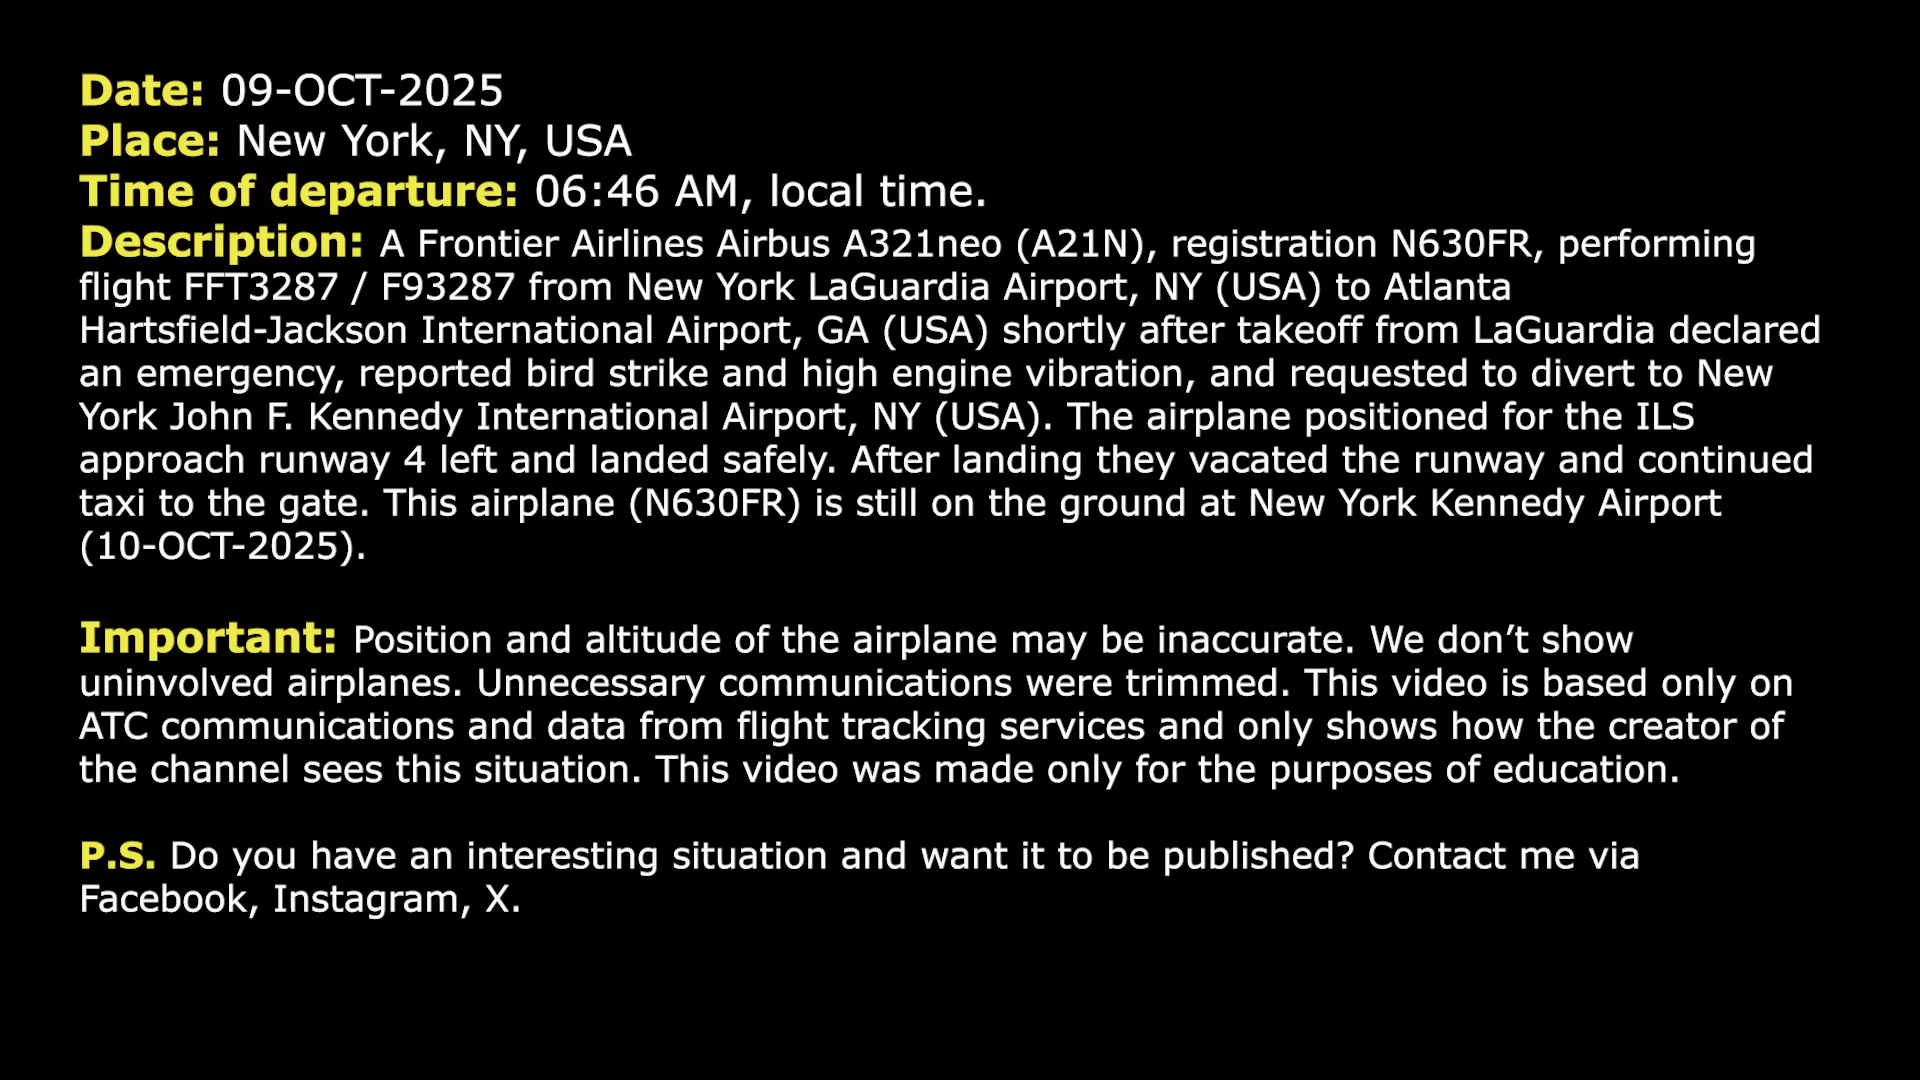 Date: 09-OCT-2025
Place: New York, NY, USA
Time of departure: 06:46 AM, local time.
Description: A Frontier Airlines Airbus A321neo (A21N), registration N630FR, performing
flight FFT3287 / F93287 from New York LaGuardia Airport, NY (USA) to Atlanta
Hartsfield-Jackson International Airport, GA (USA) shortly after takeoff from LaGuardia declared
an emergency, reported bird strike and high engine vibration, and requested to divert to New
York John F. Kennedy International Airport, NY (USA). The airplane positioned for the ILS
approach runway 4 left and landed safely. After landing they vacated the runway and continued
taxi to the gate. This airplane (N630FR) is still on the ground at New York Kennedy Airport
(10-OCT-2025).
Important: Position and altitude of the airplane may be inaccurate. We don’t show
uninvolved airplanes. Unnecessary communications were trimmed. This video is based only on
ATC communications and data from flight tracking services and only shows how the creator of
the channel sees this situation. This video was made only for the purposes of education.
P.S. Do you have an interesting situation and want it to be published? Contact me via
Facebook, Instagram, X.